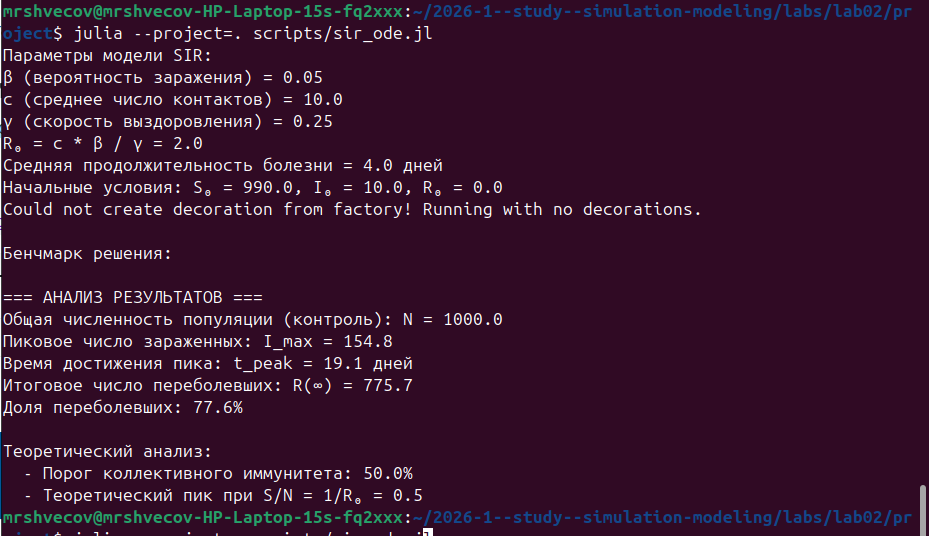 mrshvecov@mrshvecov-HP-Laptop-15s-fq2xxx:~/2026-1--study--simulation-modeling/labs/lab02/pr
oject$ julia --project=. scripts/sir_ode.jl
Параметры модели SIR:
β (вероятность заражения) = 0.05
c (среднее число контактов) = 10.0
γ (скорость выздоровления) = 0.25
R₀ = c * β / γ = 2.0
Средняя продолжительность болезни = 4.0 дней
Начальные условия: S₀ = 990.0, I₀ = 10.0, R₀ = 0.0
Could not create decoration from factory! Running with no decorations.
Бенчмарк решения:
=== АНАЛИЗ РЕЗУЛЬТАТОВ ===
Общая численность популяции (контроль): N = 1000.0
Пиковое число зараженных: I_max = 154.8
Время достижения пика: t_peak = 19.1 дней
Итоговое число переболевших: R(∞) = 775.7
Доля переболевших: 77.6%
Теоретический анализ:
- Порог коллективного иммунитета: 50.0%
- Теоретический пик при S/N = 1/R₀ = 0.5
mrshvecov@mrshvecov-HP-Laptop-15s-fq2xxx:~/2026-1--study--simulation-modeling/labs/lab02/pr